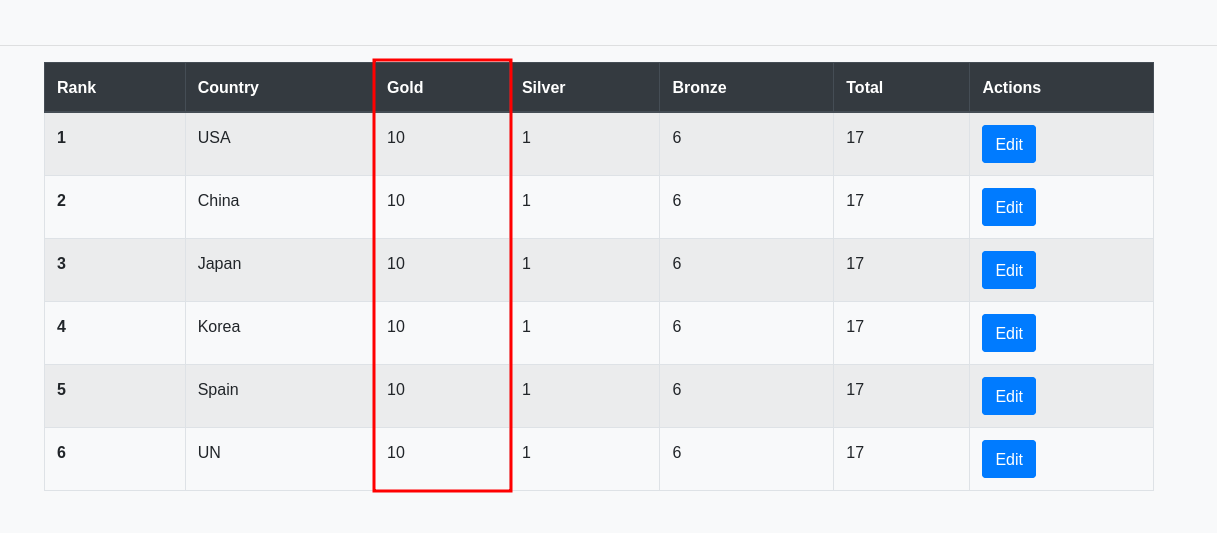 Rank Country Gold Silver Bronze Total Actions
1 USA 10 1 6 17 Edit
2 China 10 1 6 17 Edit
3 Japan 10 1 6 17 Edit
4 Korea 10 1 6 17 Edit
5 Spain 10 1 6 17 Edit
6 UN 10 1 6 17 Edit